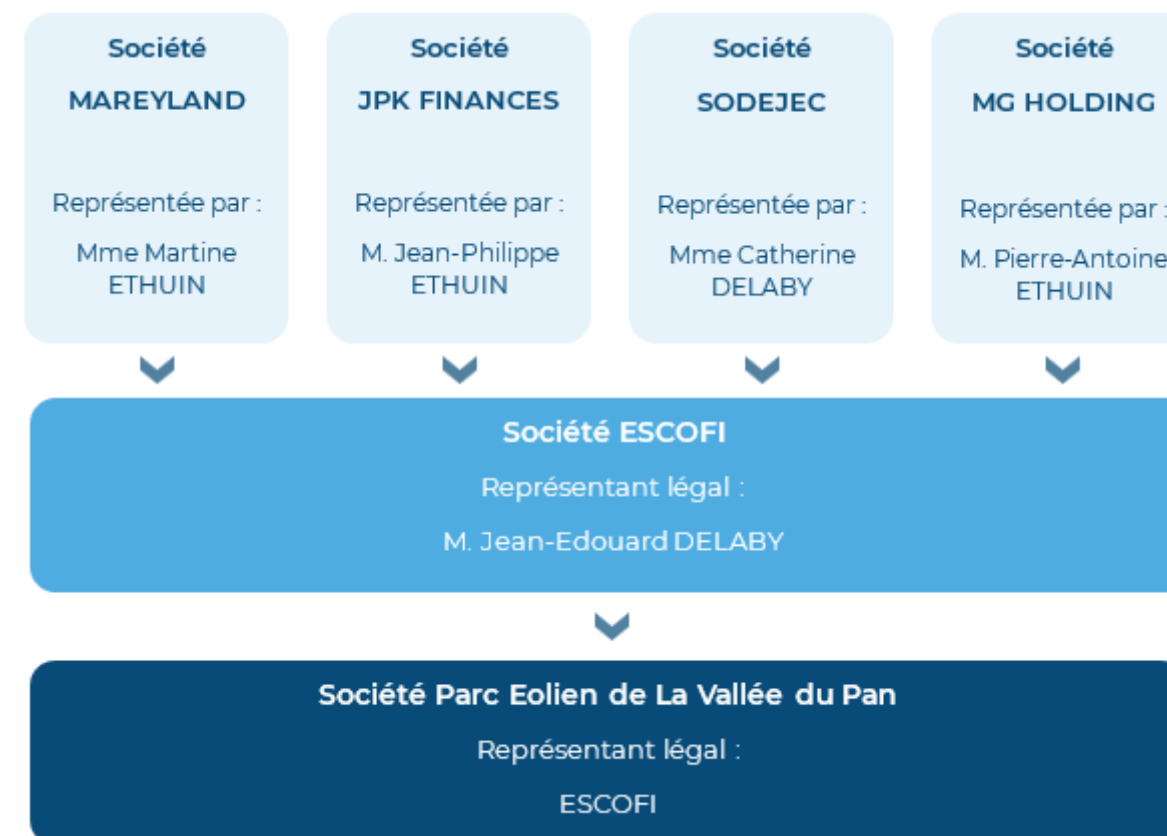 Société
MAREYLAND
Représentée par :
Mme Martine
ETHUIN
Société
JPK FINANCES
Représentée par :
M. Jean-Philippe
ETHUIN
Société
SODEJEC
Représentée par :
Mme Catherine
DELABY
Société
MG HOLDING
Représentée par :
M. Pierre-Antoine
ETHUIN
Société ESCOFI
Représentant légal :
M. Jean-Edouard DELABY
Société Parc Eolien de La Vallée du Pan
Représentant légal :
ESCOFI